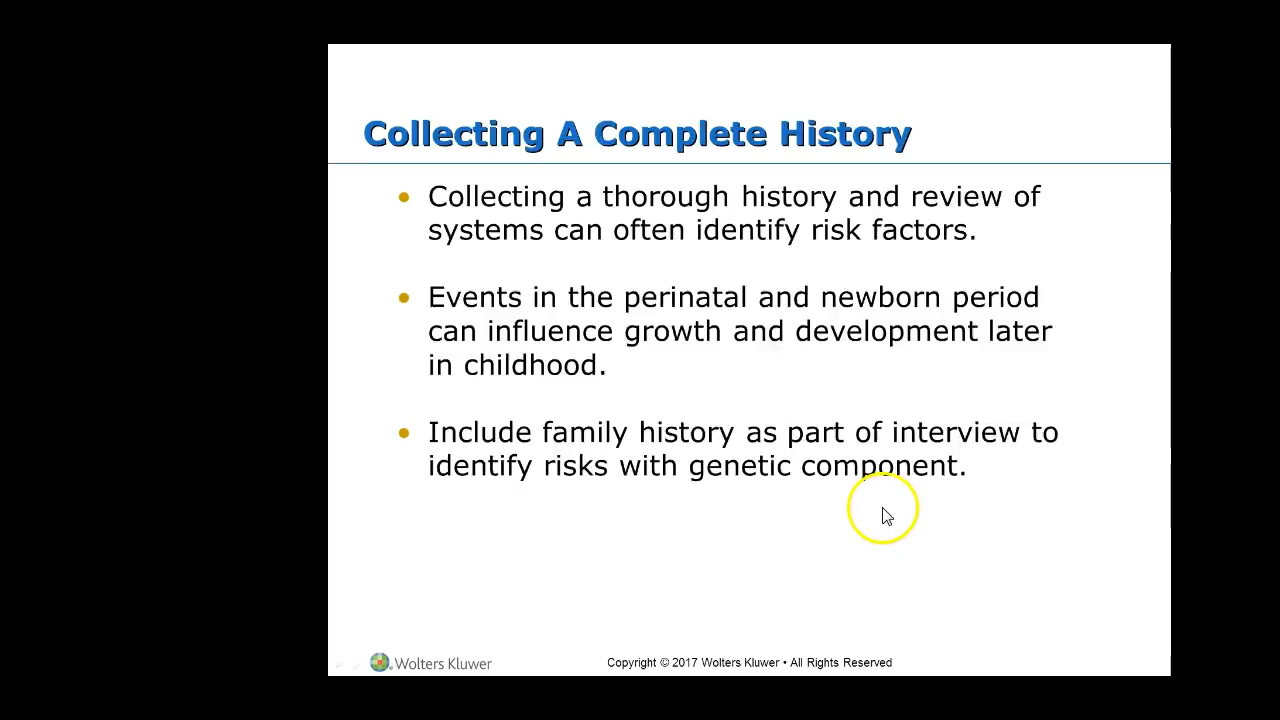 Collecting A Complete History
Collecting a thorough history and review of
systems can often identify risk factors.
Events in the perinatal and newborn period
can influence growth and development later
in childhood.
Include family history as part of interview to
identify risks with genetic component.
Wolters Kluwer
Copyright © 2017 Wolters Kluwer • All Rights Reserved